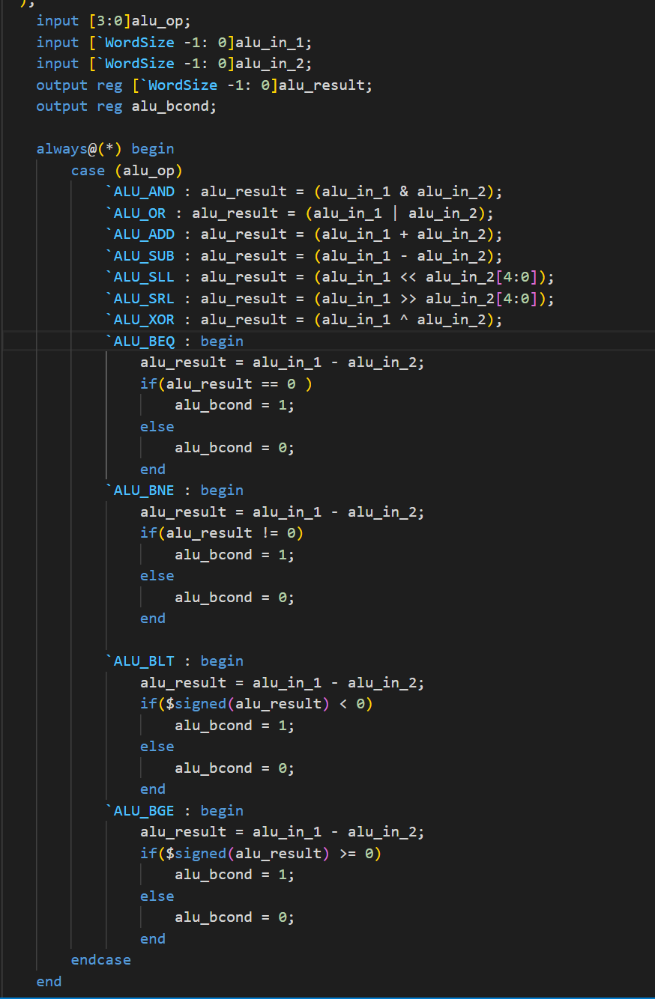 );
input [3:0]alu_op;
input [`WordSize -1: 0]alu_in_1;
input [`WordSize -1: 0]alu_in_2;
output reg [`WordSize -1: 0]alu_result;
output reg alu_bcond;
always@(*) begin
case (alu_op)
`ALU_AND : alu_result = (alu_in_1 & alu_in_2);
`ALU_OR : alu_result = (alu_in_1 | alu_in_2);
`ALU_ADD : alu_result = (alu_in_1 + alu_in_2);
`ALU_SUB : alu_result = (alu_in_1 - alu_in_2);
`ALU_SLL : alu_result = (alu_in_1 << alu_in_2[4:0]);
`ALU_SRL : alu_result = (alu_in_1 >> alu_in_2[4:0]);
`ALU_XOR : alu_result = (alu_in_1 ^ alu_in_2);
`ALU_BEQ : begin
alu_result = alu_in_1 - alu_in_2;
if(alu_result == 0 )
alu_bcond = 1;
else
alu_bcond = 0;
end
`ALU_BNE : begin
alu_result = alu_in_1 - alu_in_2;
if(alu_result != 0)
alu_bcond = 1;
else
alu_bcond = 0;
end
`ALU_BLT : begin
alu_result = alu_in_1 - alu_in_2;
if($signed(alu_result) < 0)
alu_bcond = 1;
else
alu_bcond = 0;
end
`ALU_BGE : begin
alu_result = alu_in_1 - alu_in_2;
if($signed(alu_result) >= 0)
alu_bcond = 1;
else
alu_bcond = 0;
end
endcase
end